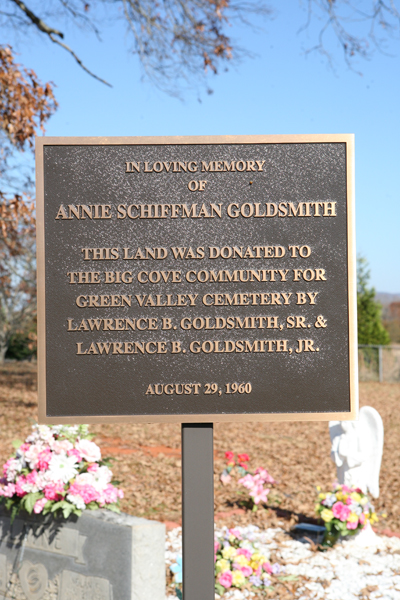 IN LOVING MEMORY
OF
ANNIE SCHIFFMAN GOLDSMITH
THIS LAND WAS DONATED TO
THE BIG COVE COMMUNITY FOR
GREEN VALLEY CEMETERY BY
LAWRENCE B. GOLDSMITH, SR. &
LAWRENCE B. GOLDSMITH, JR.
AUGUST 29, 1960